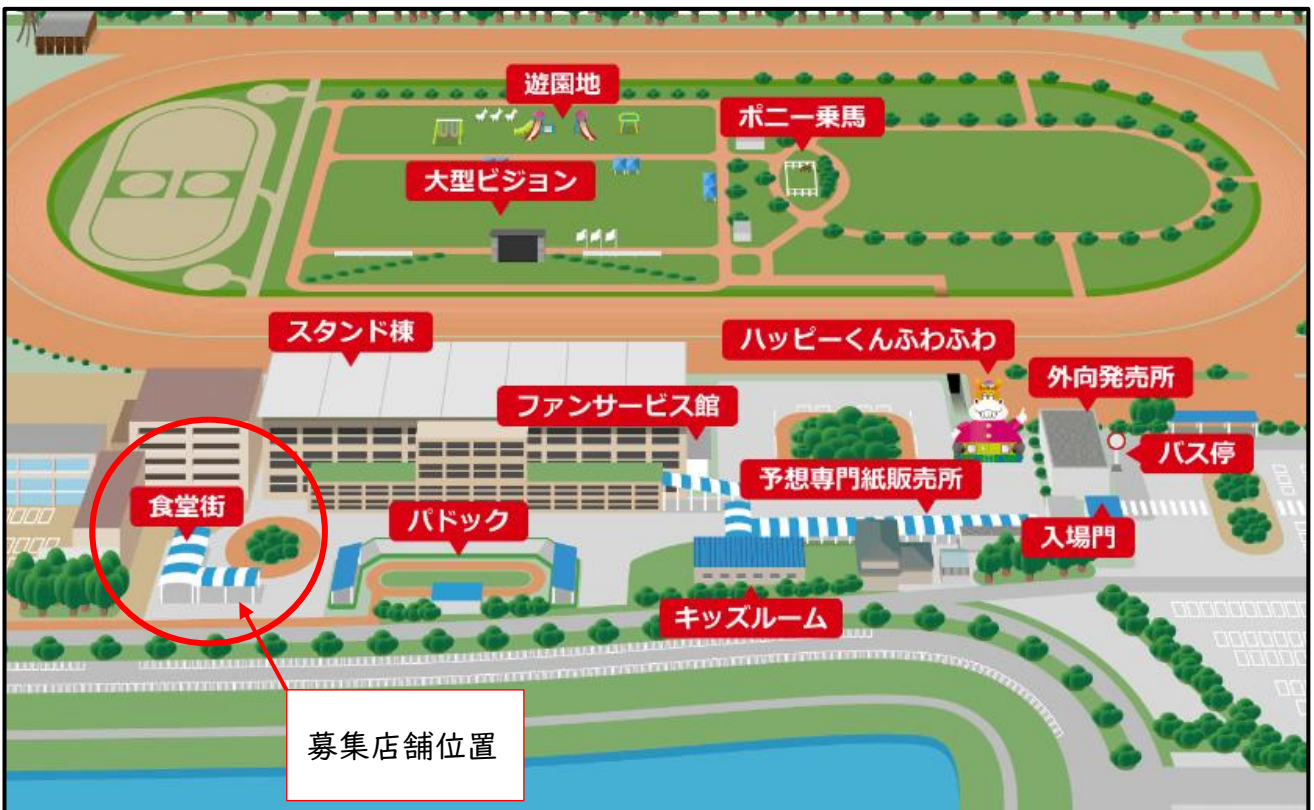 遊園地
ポニー乗馬
大型ビジョン
スタンド棟
ハッピーくんふわふわ
外向発売所
ファンサービス館
バス停
予想専門紙販売所
食堂街
パドック
入場門
キッズルーム
募集店舗位置